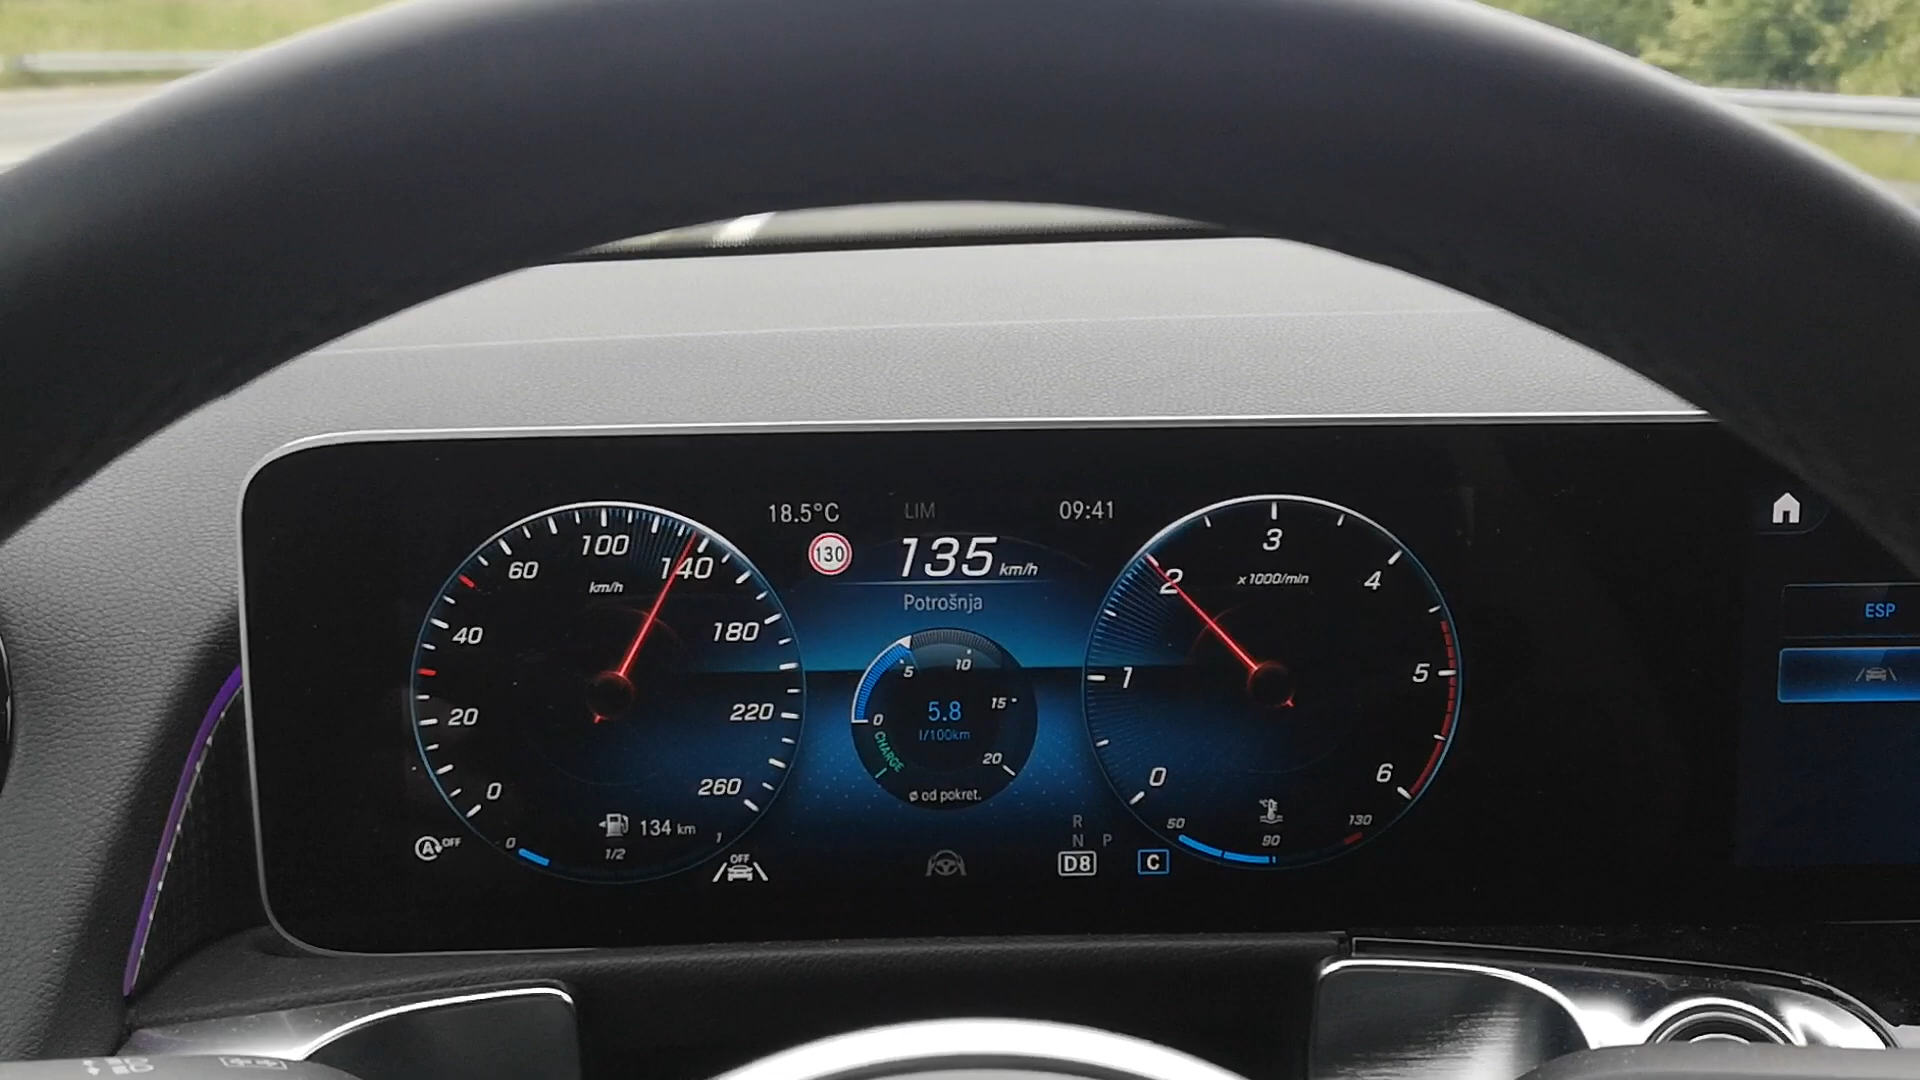 18.5°C LIM 09:41
130 135 km/h
Potrošnja
0 20 40 60 100 140 180 220 260
km/h
134 km
0 1/2 1
OFF
OFF
0 5 10 15 20
5.8
l/100km
CHARGE
ø od pokret.
R
N P
D8 C
0 1 2 3 4 5 6
x1000/min
°C
50 90 130
ESP